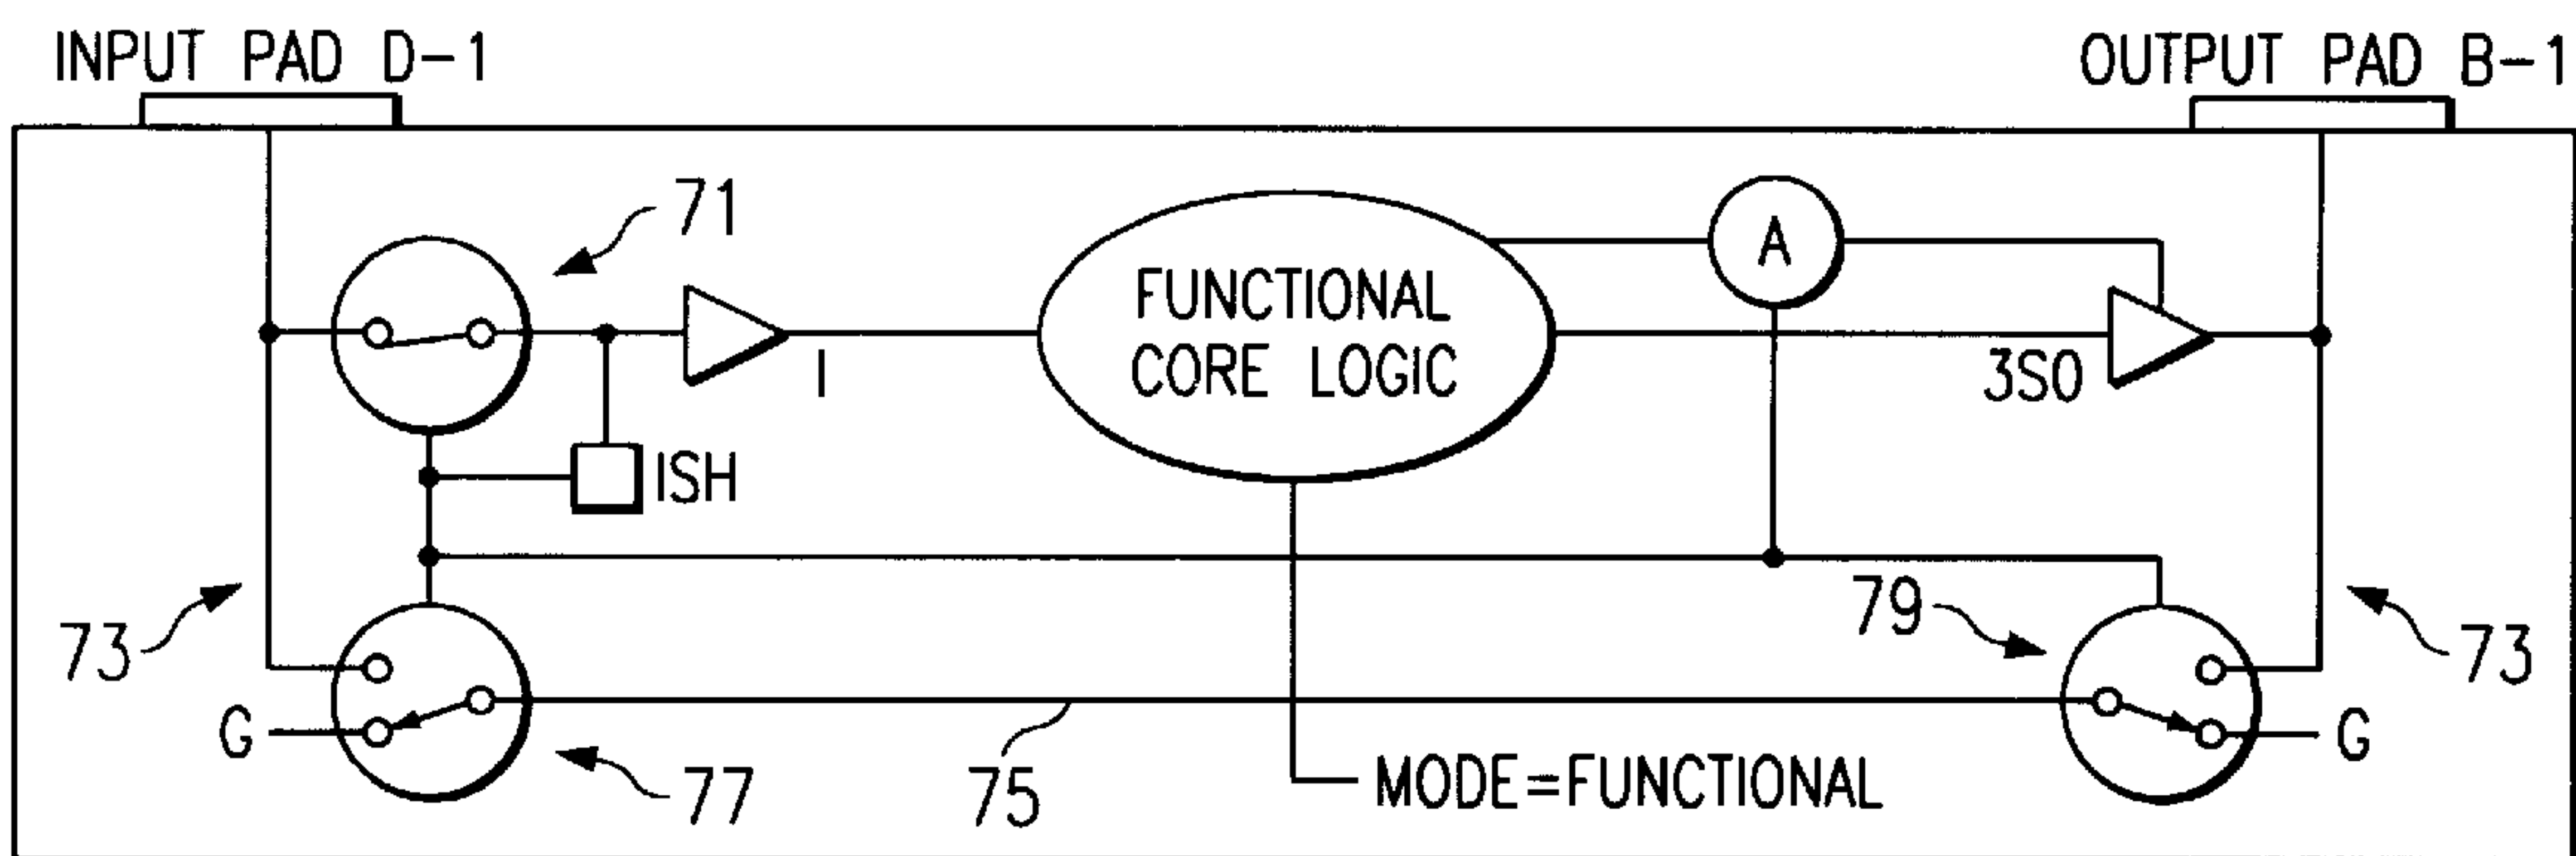 INPUT PAD D-1
OUTPUT PAD B-1
71
A
FUNCTIONAL
CORE LOGIC
I
3SO
ISH
79
73
73
G
G
77
75
MODE=FUNCTIONAL